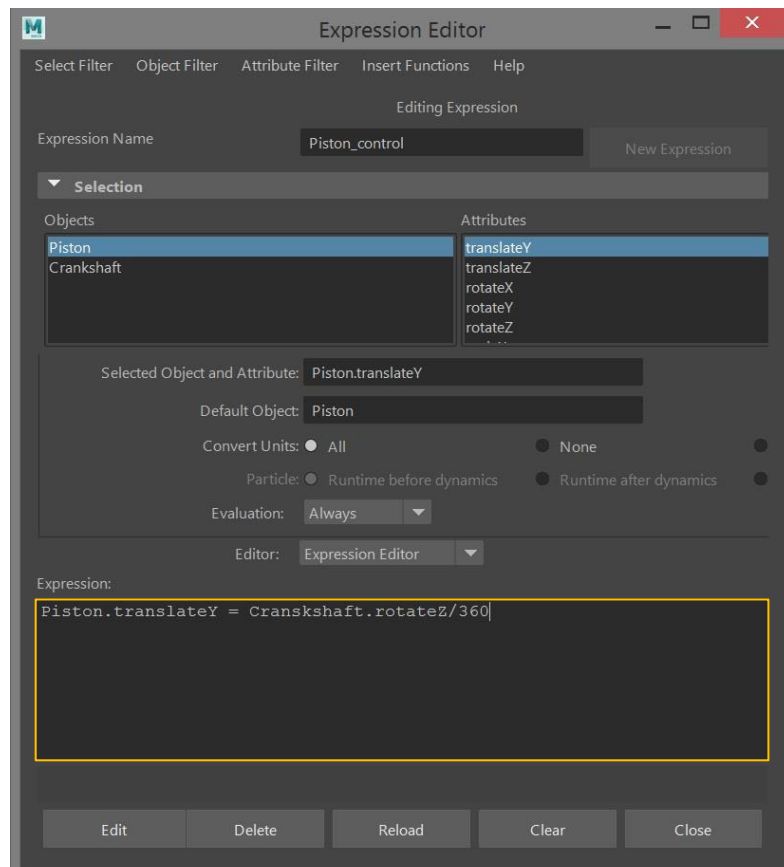 Expression Editor
Select Filter Object Filter Attribute Filter Insert Functions Help
Editing Expression
Expression Name Piston_control New Expression
Selection
Objects Attributes
Piston translateY
Crankshaft translateZ
rotateX
rotateY
rotateZ
Selected Object and Attribute: Piston.translateY
Default Object: Piston
Convert Units: All None
Particle: Runtime before dynamics Runtime after dynamics
Evaluation: Always
Editor: Expression Editor
Expression:
Piston.translateY = Cranskshaft.rotateZ/360
Edit Delete Reload Clear Close